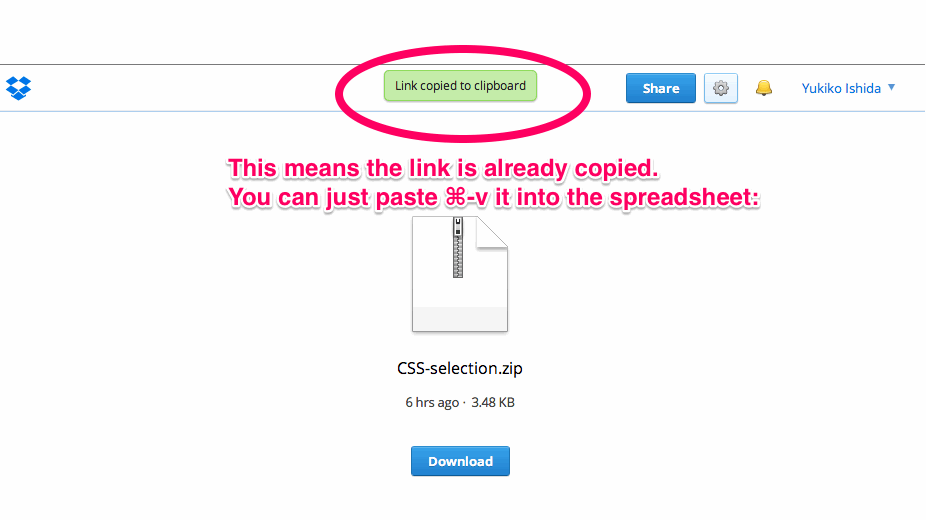 Link copied to clipboard
Share
Yukiko Ishida
This means the link is already copied.
You can just paste ⌘-v it into the spreadsheet:
CSS-selection.zip
6 hrs ago · 3.48 KB
Download